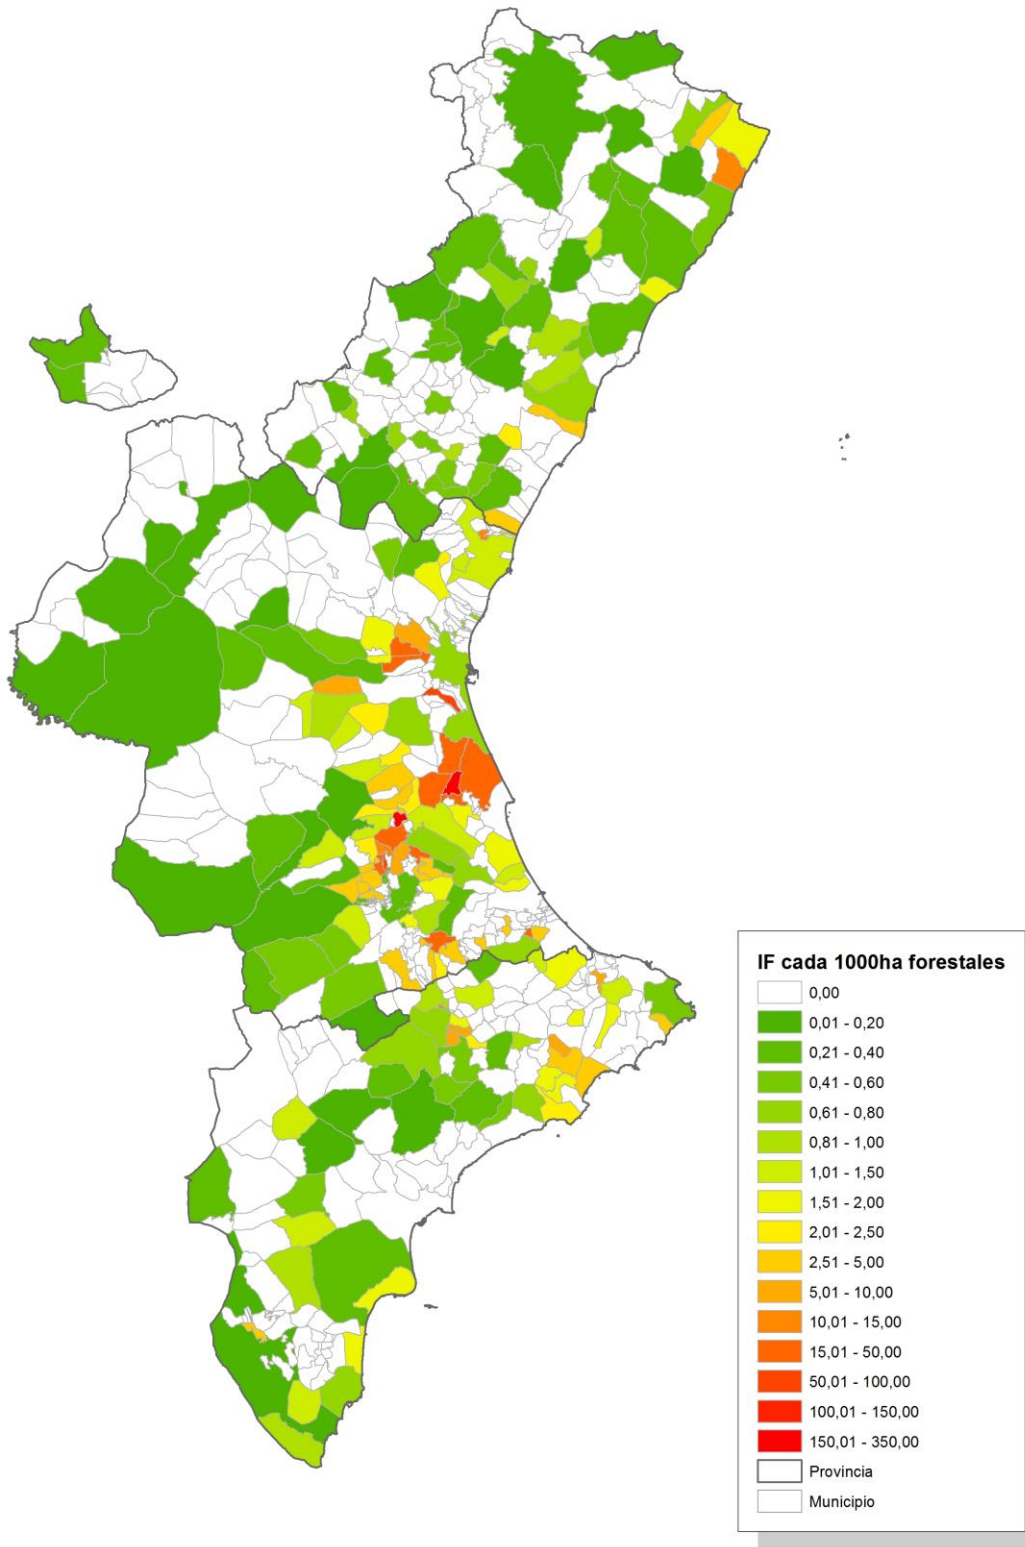 IF cada 1000ha forestales
0,00
0,01 - 0,20
0,21 - 0,40
0,41 - 0,60
0,61 - 0,80
0,81 - 1,00
1,01 - 1,50
1,51 - 2,00
2,01 - 2,50
2,51 - 5,00
5,01 - 10,00
10,01 - 15,00
15,01 - 50,00
50,01 - 100,00
100,01 - 150,00
150,01 - 350,00
Provincia
Municipio